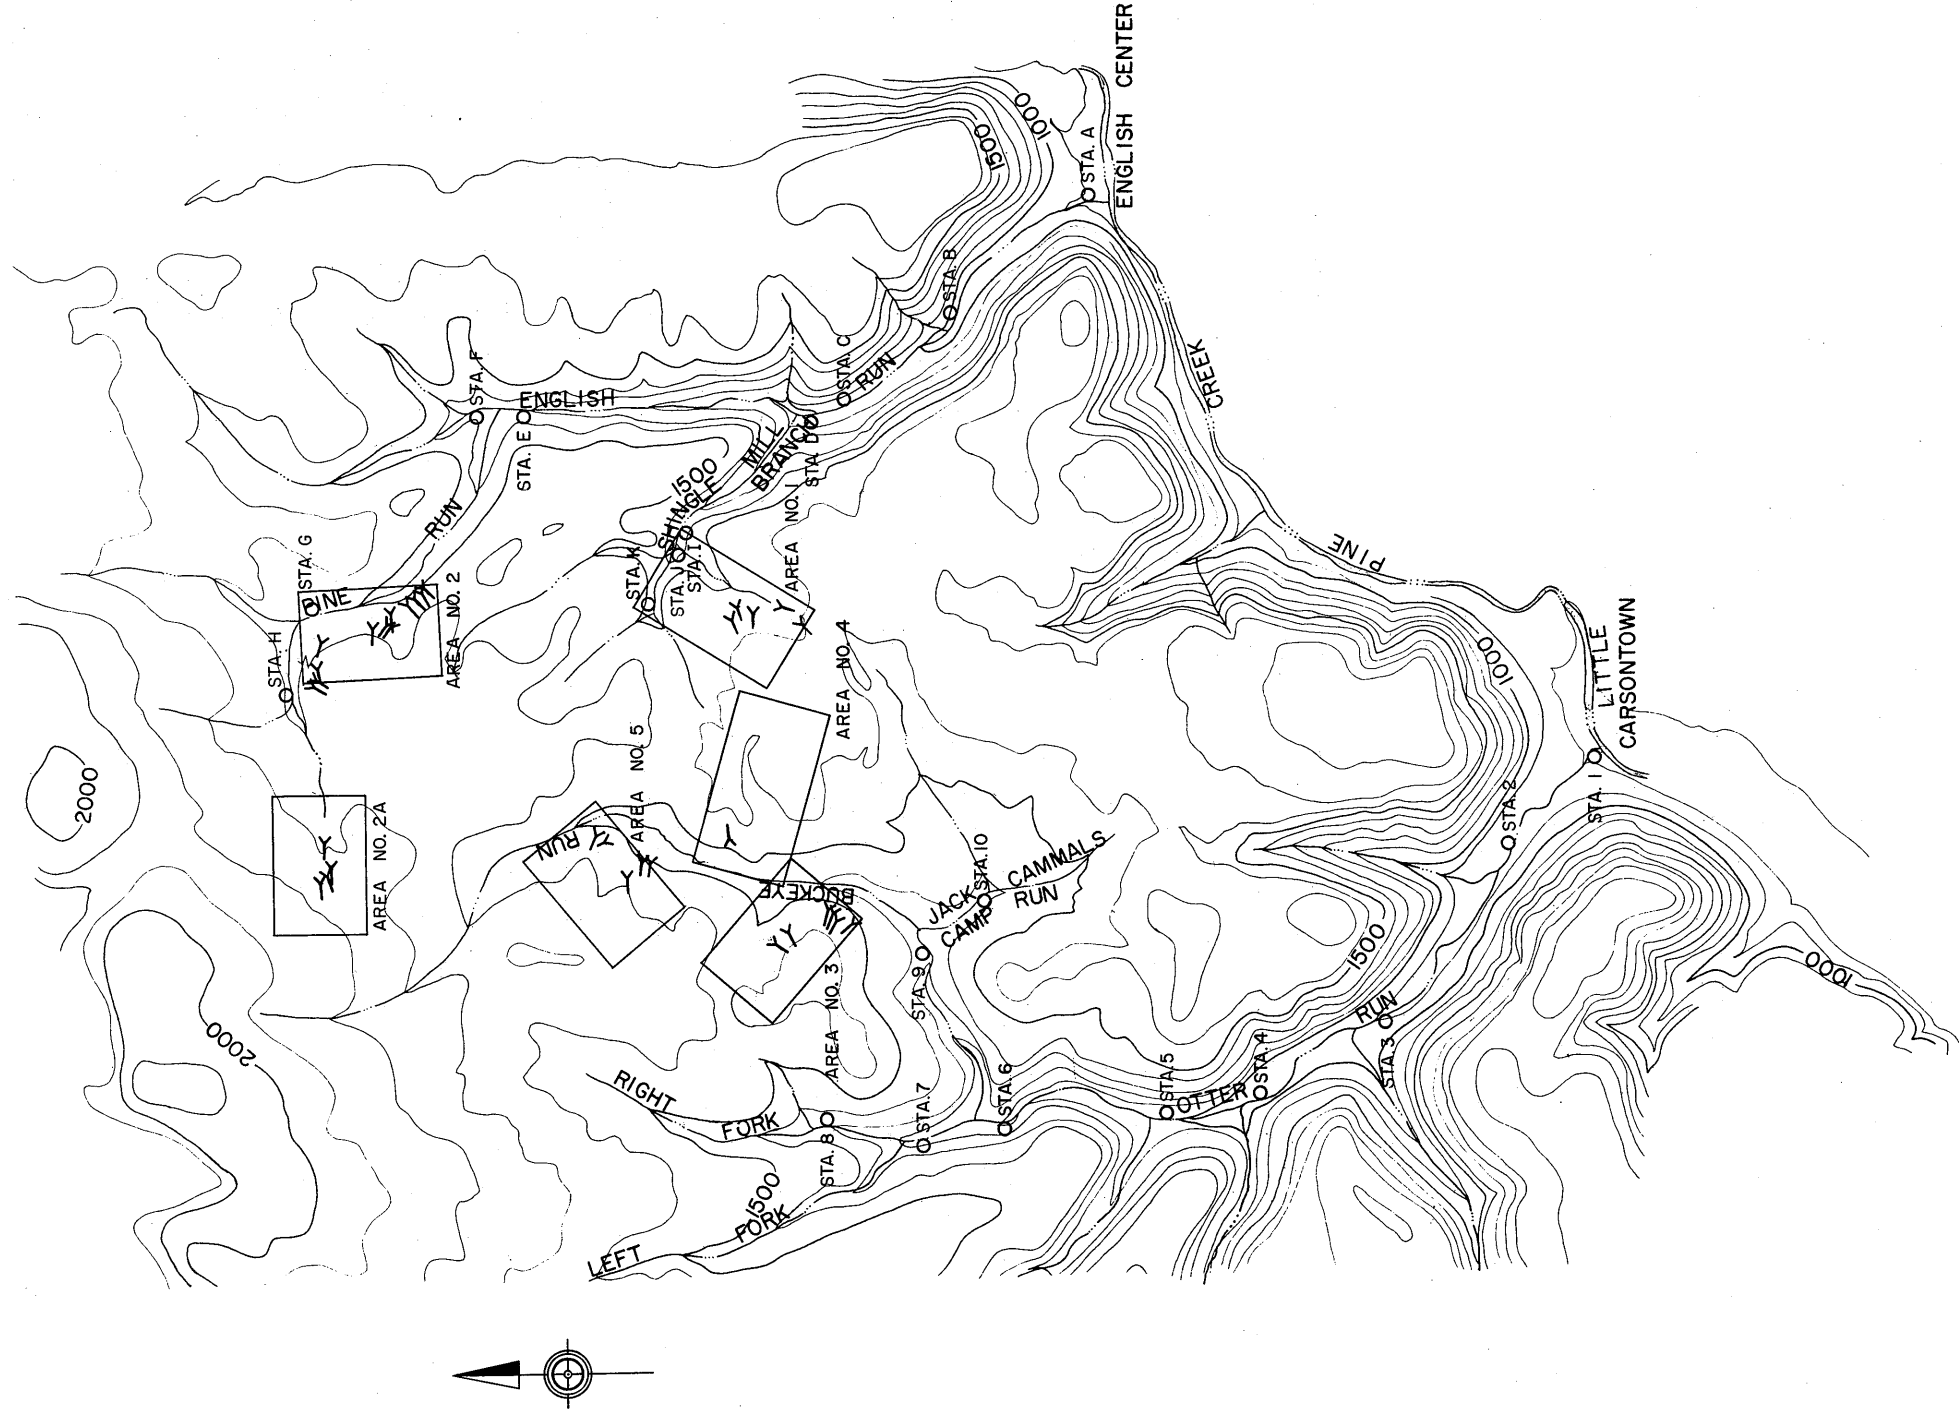 ENGLISH CENTER
1000
1500
STA. A
STA. B
STA. C
RUN
STA. F
ENGLISH
STA. E
MILL
BRANCH
STA. D
1500
SHINGLE
CREEK
PINE
STA. G
RUN
BINE
AREA NO. 2
STA. H
STA. K
STA. J
STA. I
AREA NO. 1
AREA NO. 4
2000
AREA NO. 2A
AREA NO. 5
RUN
BUCKEYE
AREA NO. 3
JACK
CAMP
STA. 10
CAMMALS
RUN
STA. 9
1000
LITTLE
CARSONTOWN
STA. 1
STA. 2
1500
RUN
STA. 3
STA. 4
OTTER
STA. 5
STA. 6
STA. 7
STA. 8
RIGHT
FORK
1500
LEFT
FORK
2000
1000